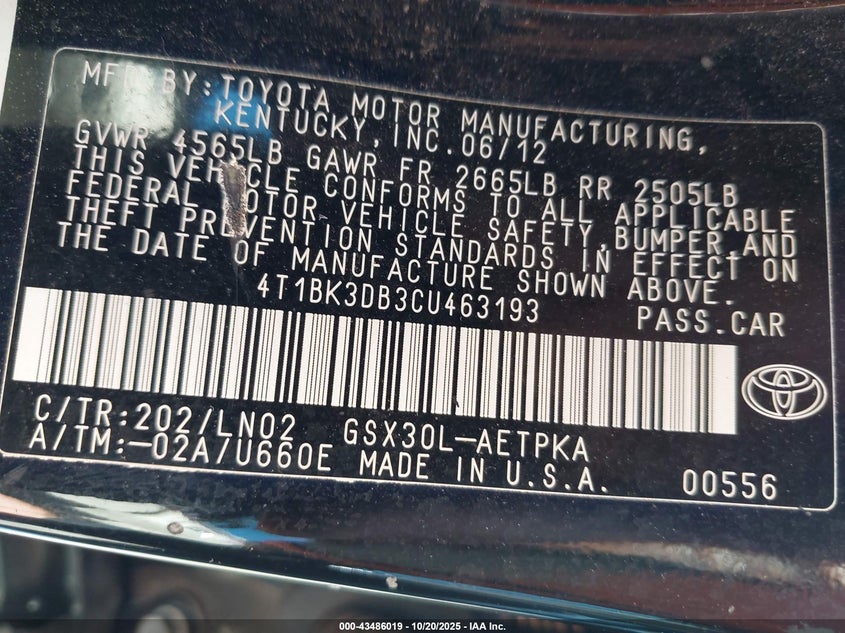 MFD BY:TOYOTA MOTOR MANUFACTURING,
KENTUCKY, INC. 06/12
GVWR 4565LB GAWR FR 2665LB RR 2505LB
THIS VEHICLE CONFORMS TO ALL APPLICABLE
FEDERAL MOTOR VEHICLE SAFETY, BUMPER AND
THEFT PREVENTION STANDARDS IN EFFECT ON
THE DATE OF MANUFACTURE SHOWN ABOVE.
4T1BK3DB3CU463193 PASS.CAR
C/TR:202/LN02 GSX30L-AETPKA
A/TM:-02A/U660E MADE IN U.S.A. 00556
000-43486019 - 10/20/2025 - IAA Inc.